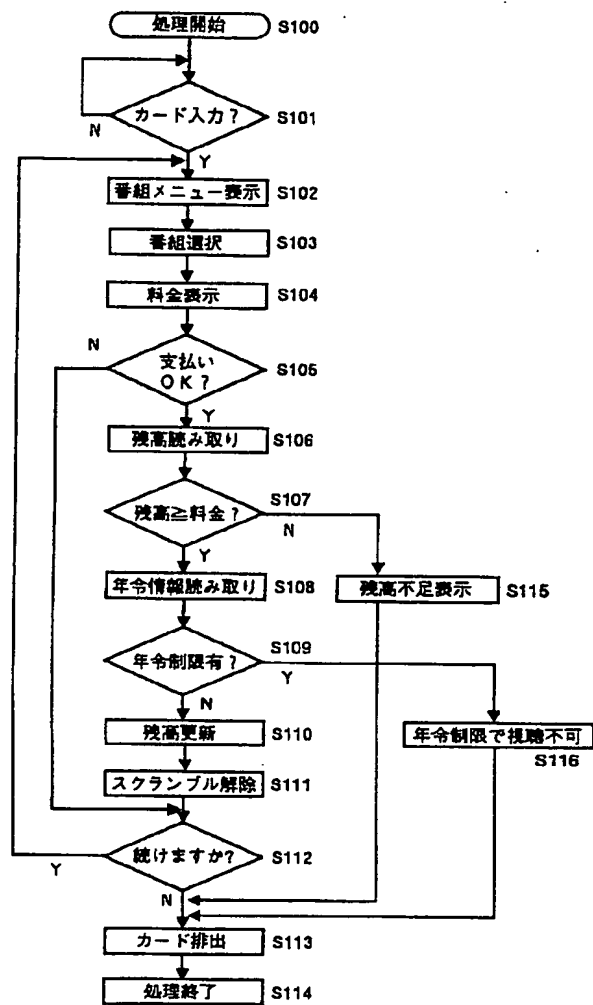 処理開始 S100
カード入力? S101
N
Y
番組メニュー表示 S102
番組選択 S103
料金表示 S104
N
支払い
OK? S105
Y
残高読み取り S106
残高≧料金? S107
N
Y
年令情報読み取り S108
残高不足表示 S115
年令制限有? S109
Y
N
残高更新 S110
年令制限で視聴不可
S116
スクランブル解除 S111
続けますか? S112
Y
N
カード排出 S113
処理終了 S114